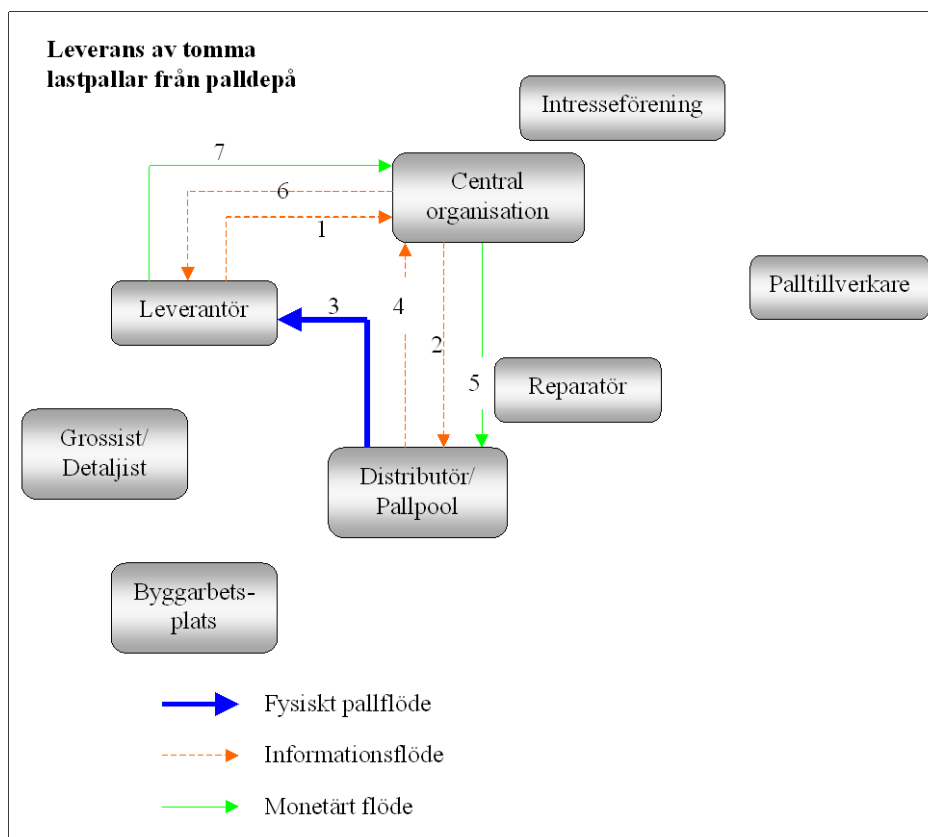 Leverans av tomma
lastpallar från palldepå
Intresseförening
7
Central
organisation
6
1
Palltillverkare
Leverantör
3
4
2
5
Reparatör
Grossist/
Detaljist
Distributör/
Pallpool
Byggarbets-
plats
Fysiskt pallflöde
Informationsflöde
Monetärt flöde